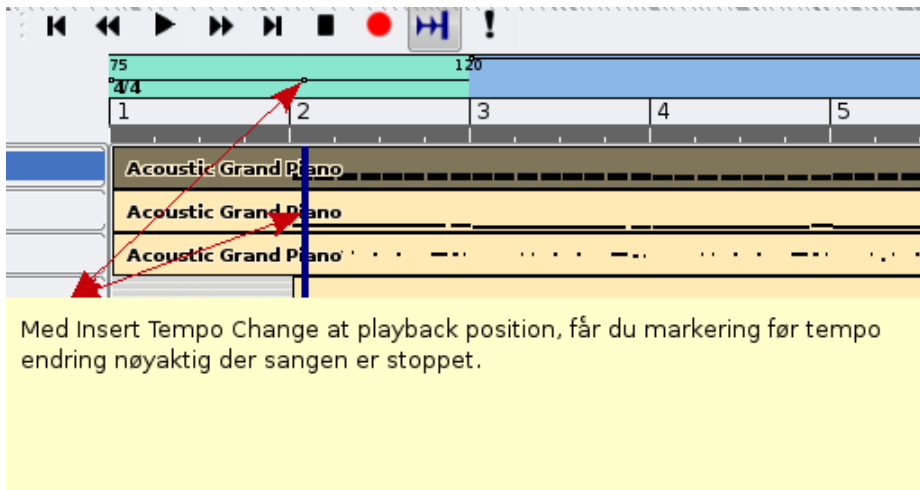 75 120
4/4
1 2 3 4 5
Acoustic Grand Piano
Acoustic Grand Piano
Acoustic Grand Piano
Med Insert Tempo Change at playback position, får du markering før tempo
endring nøyaktig der sangen er stoppet.